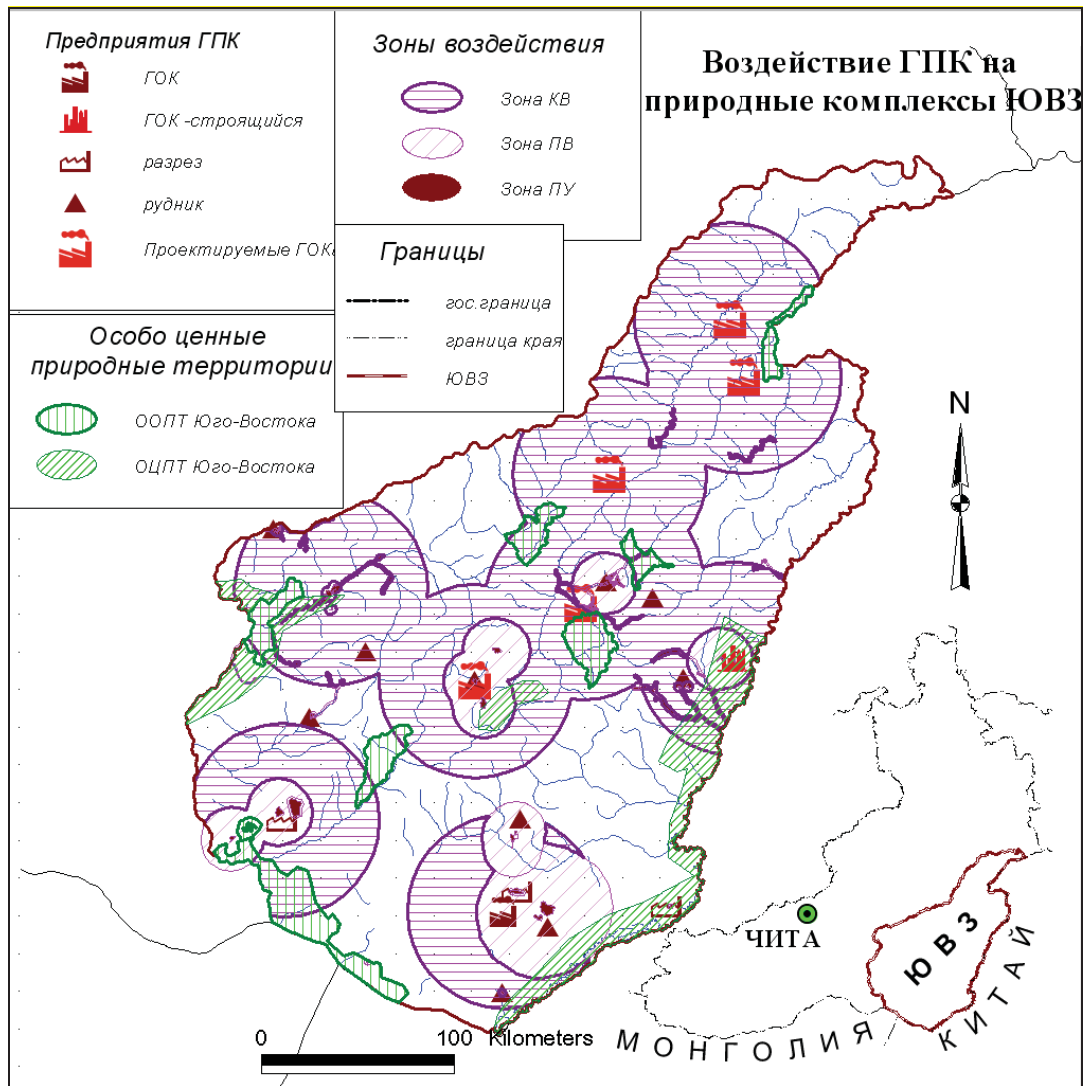 Предприятия ГПК
ГОК
ГОК -строящийся
разрез
рудник
Проектируемые ГОК
Зоны воздействия
Зона КВ
Зона ПВ
Зона ПУ
Воздействие ГПК на
природные комплексы ЮВЗ
Границы
гос.граница
граница края
ЮВЗ
Особо ценные
природные территории
ООПТ Юго-Востока
ОЦПТ Юго-Востока
N
ЧИТА
ЮВЗ
МОНГОЛИЯ
КИТАЙ
0 100 Kilometers